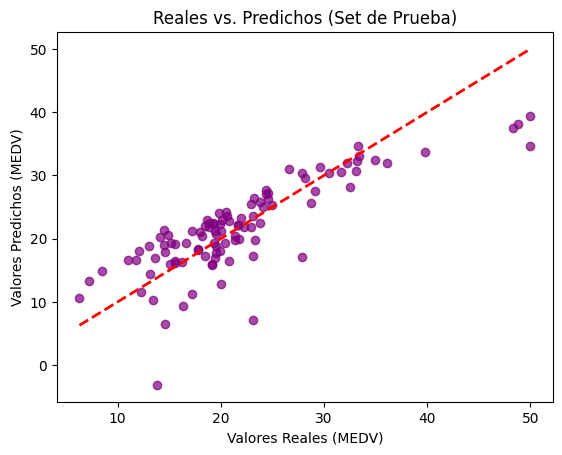 Reales vs. Predichos (Set de Prueba)
Valores Predichos (MEDV)
50
40
30
20
10
0
10 20 30 40 50
Valores Reales (MEDV)